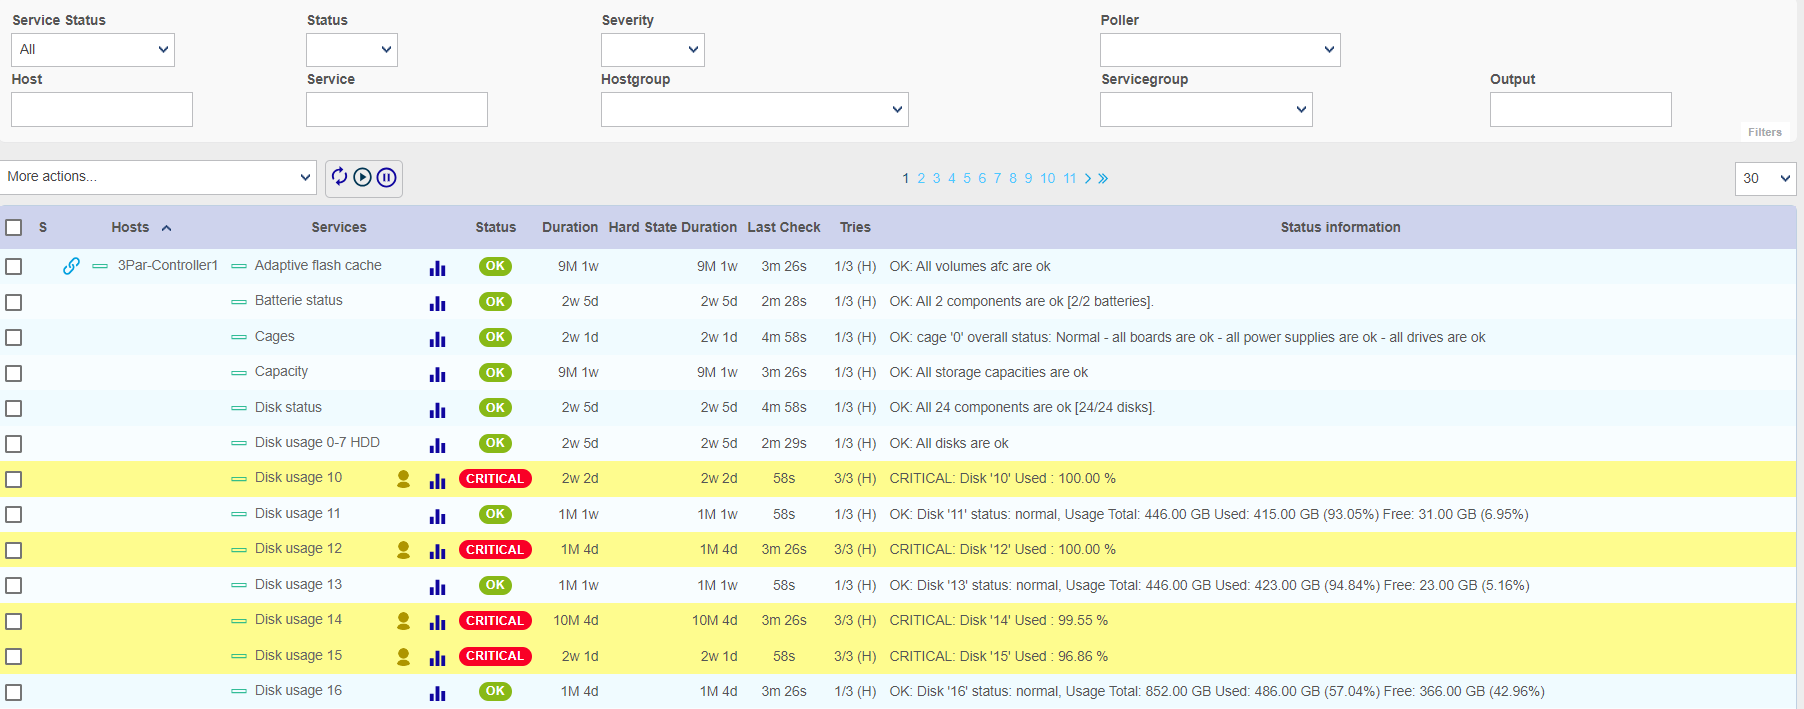 Service Status Status Severity Poller
All
Host Service Hostgroup Servicegroup Output
Filters
More actions... 1 2 3 4 5 6 7 8 9 10 11 30
S Hosts Services Status Duration Hard State Duration Last Check Tries Status information
3Par-Controller1 Adaptive flash cache OK 9M 1w 9M 1w 3m 26s 1/3 (H) OK: All volumes afc are ok
Batterie status OK 2w 5d 2w 5d 2m 28s 1/3 (H) OK: All 2 components are ok [2/2 batteries].
Cages OK 2w 1d 2w 1d 4m 58s 1/3 (H) OK: cage '0' overall status: Normal - all boards are ok - all power supplies are ok - all drives are ok
Capacity OK 9M 1w 9M 1w 3m 26s 1/3 (H) OK: All storage capacities are ok
Disk status OK 2w 5d 2w 5d 4m 58s 1/3 (H) OK: All 24 components are ok [24/24 disks].
Disk usage 0-7 HDD OK 2w 5d 2w 5d 2m 29s 1/3 (H) OK: All disks are ok
Disk usage 10 CRITICAL 2w 2d 2w 2d 58s 3/3 (H) CRITICAL: Disk '10' Used : 100.00 %
Disk usage 11 OK 1M 1w 1M 1w 58s 1/3 (H) OK: Disk '11' status: normal, Usage Total: 446.00 GB Used: 415.00 GB (93.05%) Free: 31.00 GB (6.95%)
Disk usage 12 CRITICAL 1M 4d 1M 4d 3m 26s 3/3 (H) CRITICAL: Disk '12' Used : 100.00 %
Disk usage 13 OK 1M 1w 1M 1w 58s 1/3 (H) OK: Disk '13' status: normal, Usage Total: 446.00 GB Used: 423.00 GB (94.84%) Free: 23.00 GB (5.16%)
Disk usage 14 CRITICAL 10M 4d 10M 4d 3m 26s 3/3 (H) CRITICAL: Disk '14' Used : 99.55 %
Disk usage 15 CRITICAL 2w 1d 2w 1d 58s 3/3 (H) CRITICAL: Disk '15' Used : 96.86 %
Disk usage 16 OK 1M 4d 1M 4d 3m 26s 1/3 (H) OK: Disk '16' status: normal, Usage Total: 852.00 GB Used: 486.00 GB (57.04%) Free: 366.00 GB (42.96%)